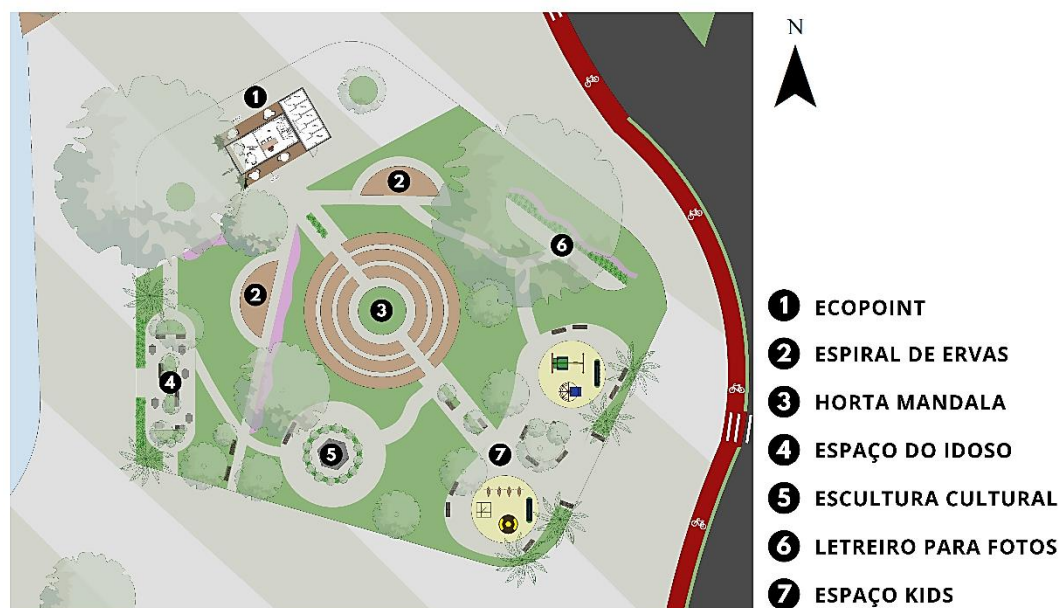 N
1
2
2
6
3
4
5
7
1 ECOPOINT
2 ESPIRAL DE ERVAS
3 HORTA MANDALA
4 ESPAÇO DO IDOSO
5 ESCULTURA CULTURAL
6 LETREIRO PARA FOTOS
7 ESPAÇO KIDS